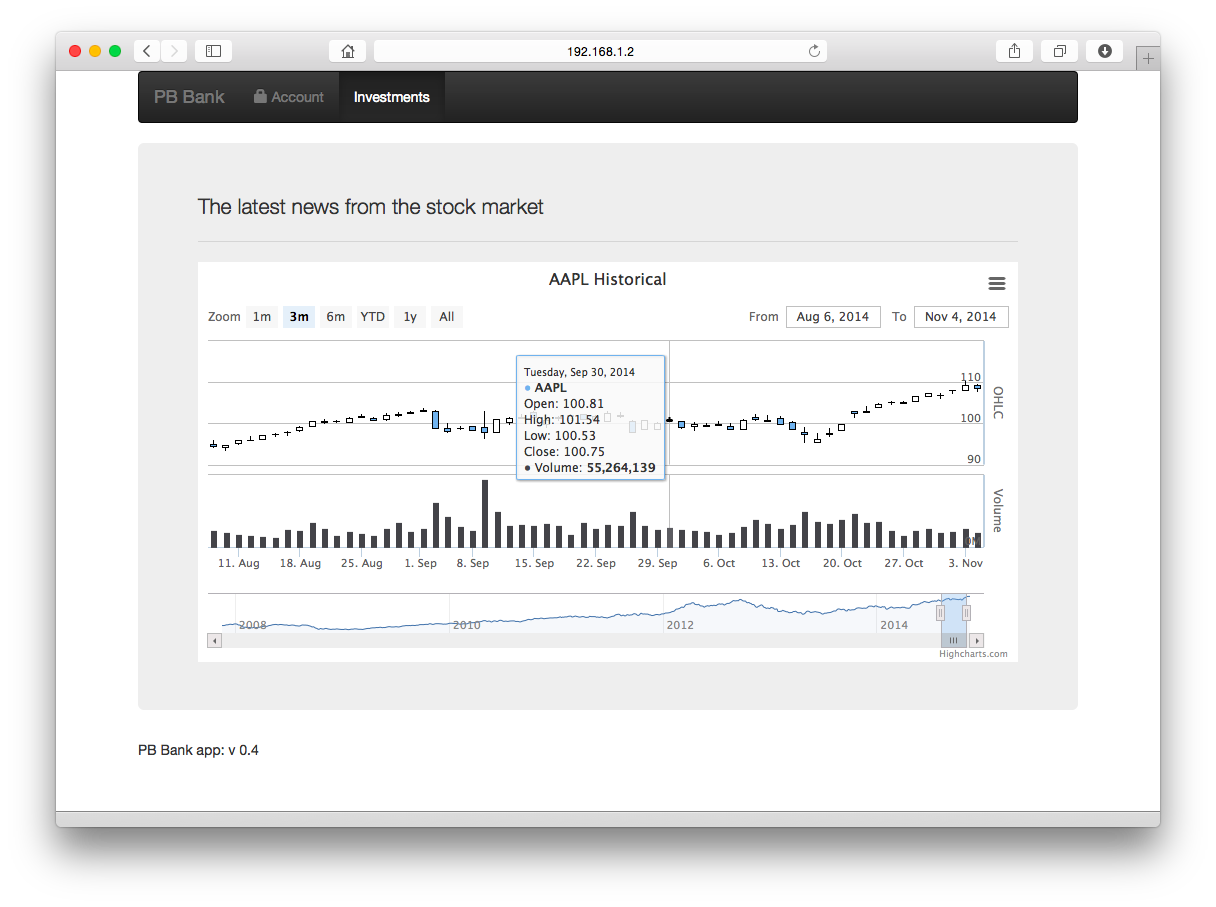 192.168.1.2
PB Bank Account Investments
The latest news from the stock market
AAPL Historical
Zoom 1m 3m 6m YTD 1y All From Aug 6, 2014 To Nov 4, 2014
Tuesday, Sep 30, 2014
● AAPL
Open: 100.81
High: 101.54
Low: 100.53
Close: 100.75
● Volume: 55,264,139
110
100
90
OHLC
Volume
0M
11. Aug 18. Aug 25. Aug 1. Sep 8. Sep 15. Sep 22. Sep 29. Sep 6. Oct 13. Oct 20. Oct 27. Oct 3. Nov
2008 2010 2012 2014
Highcharts.com
PB Bank app: v 0.4